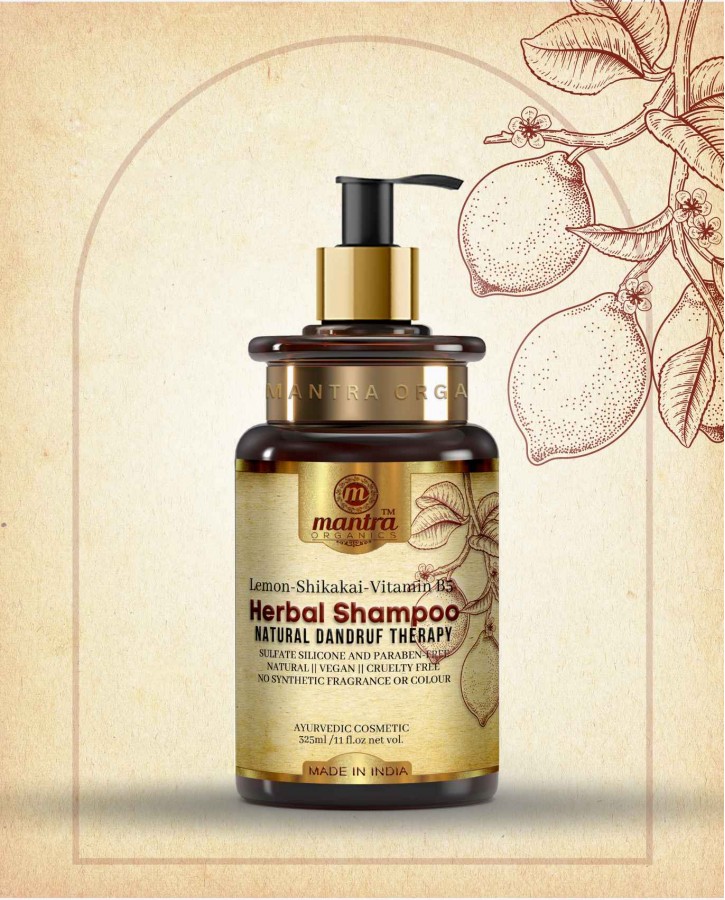 MANTRA ORGA
m
mantra™
ORGANICS
Lemon-Shikakai-Vitamin B5
Herbal Shampoo
NATURAL DANDRUF THERAPY
SULFATE SILICONE AND PARABEN-FREE
NATURAL || VEGAN || CRUELTY FREE
NO SYNTHETIC FRAGRANCE OR COLOUR
AYURVEDIC COSMETIC
325ml /11 fl.oz net vol.
MADE IN INDIA